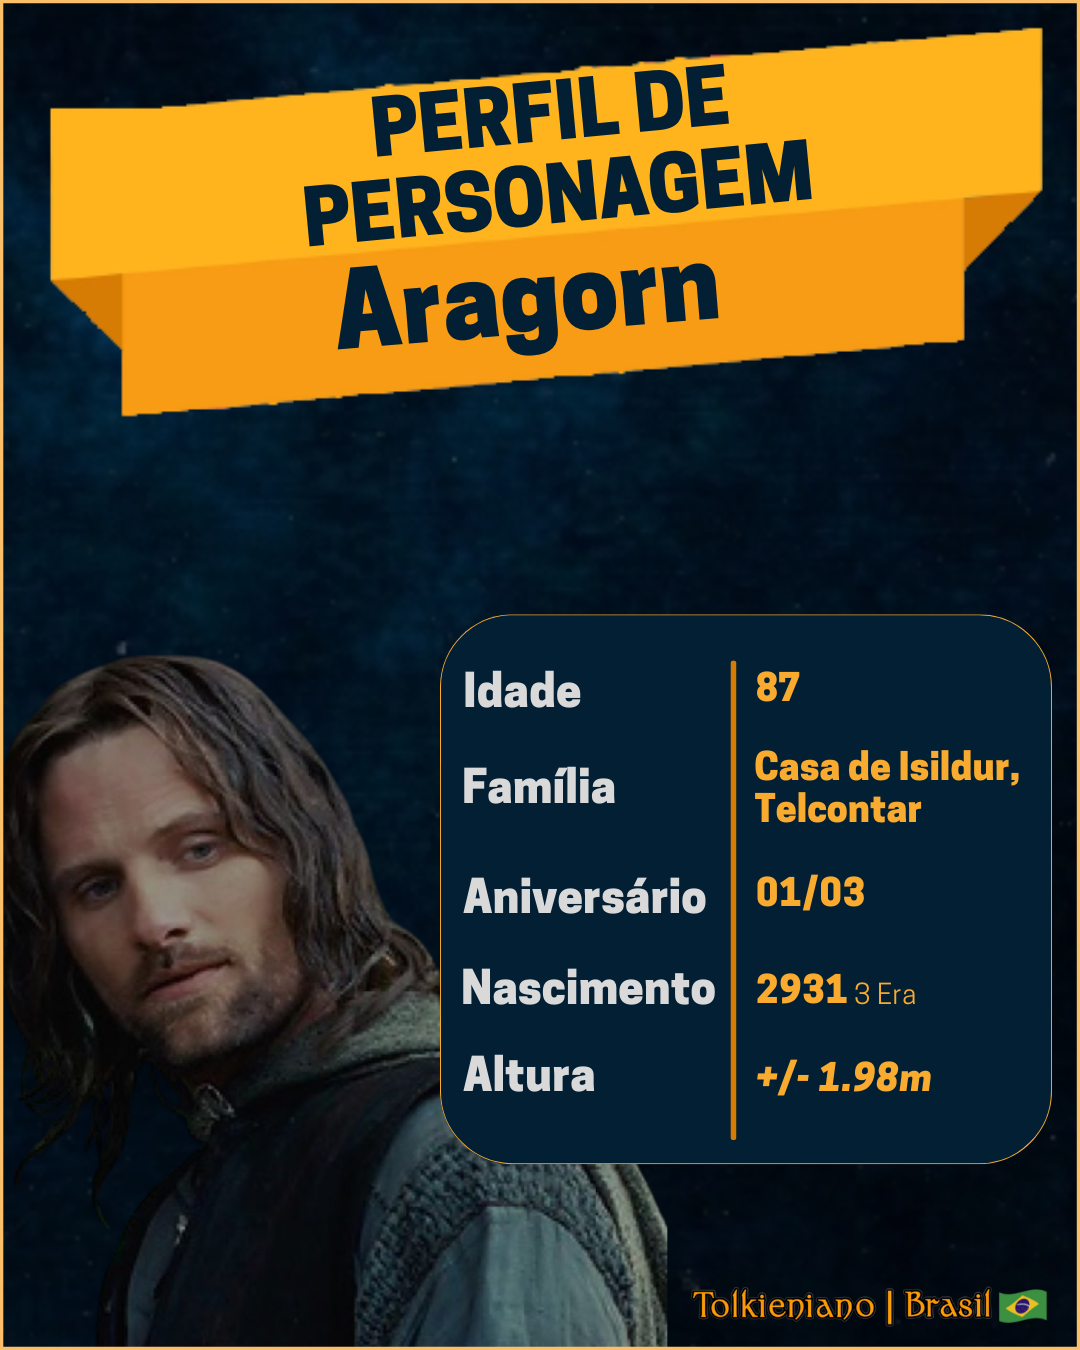 PERFIL DE
PERSONAGEM
Aragorn
Idade
87
Família
Casa de Isildur,
Telcontar
Aniversário
01/03
Nascimento
2931 3 Era
Altura
+/- 1.98m
Tolkieniano | Brasil